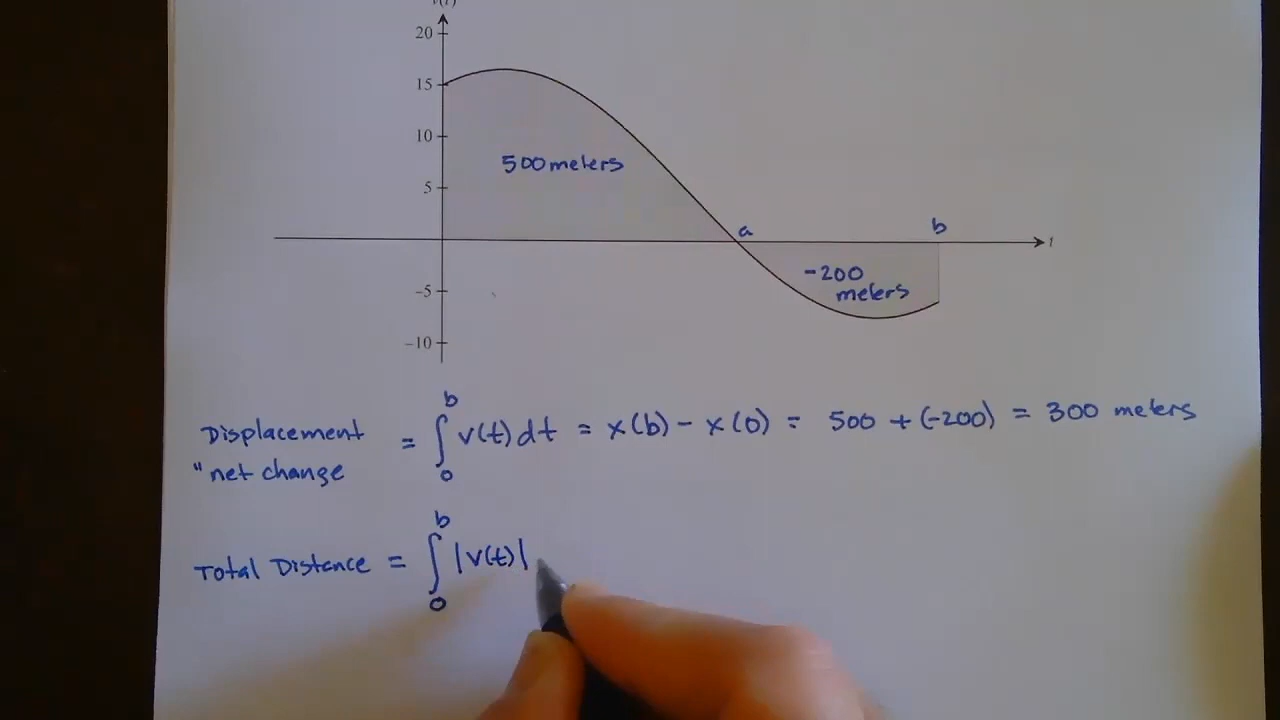 v(t)
20
15
10
5
-5
-10
500 meters
a
b
t
-200
meters
Displacement = ∫₀ᵇ v(t) dt = x(b) - x(0) = 500 + (-200) = 300 meters
"net change
Total Distance = ∫₀ᵇ |v(t)|